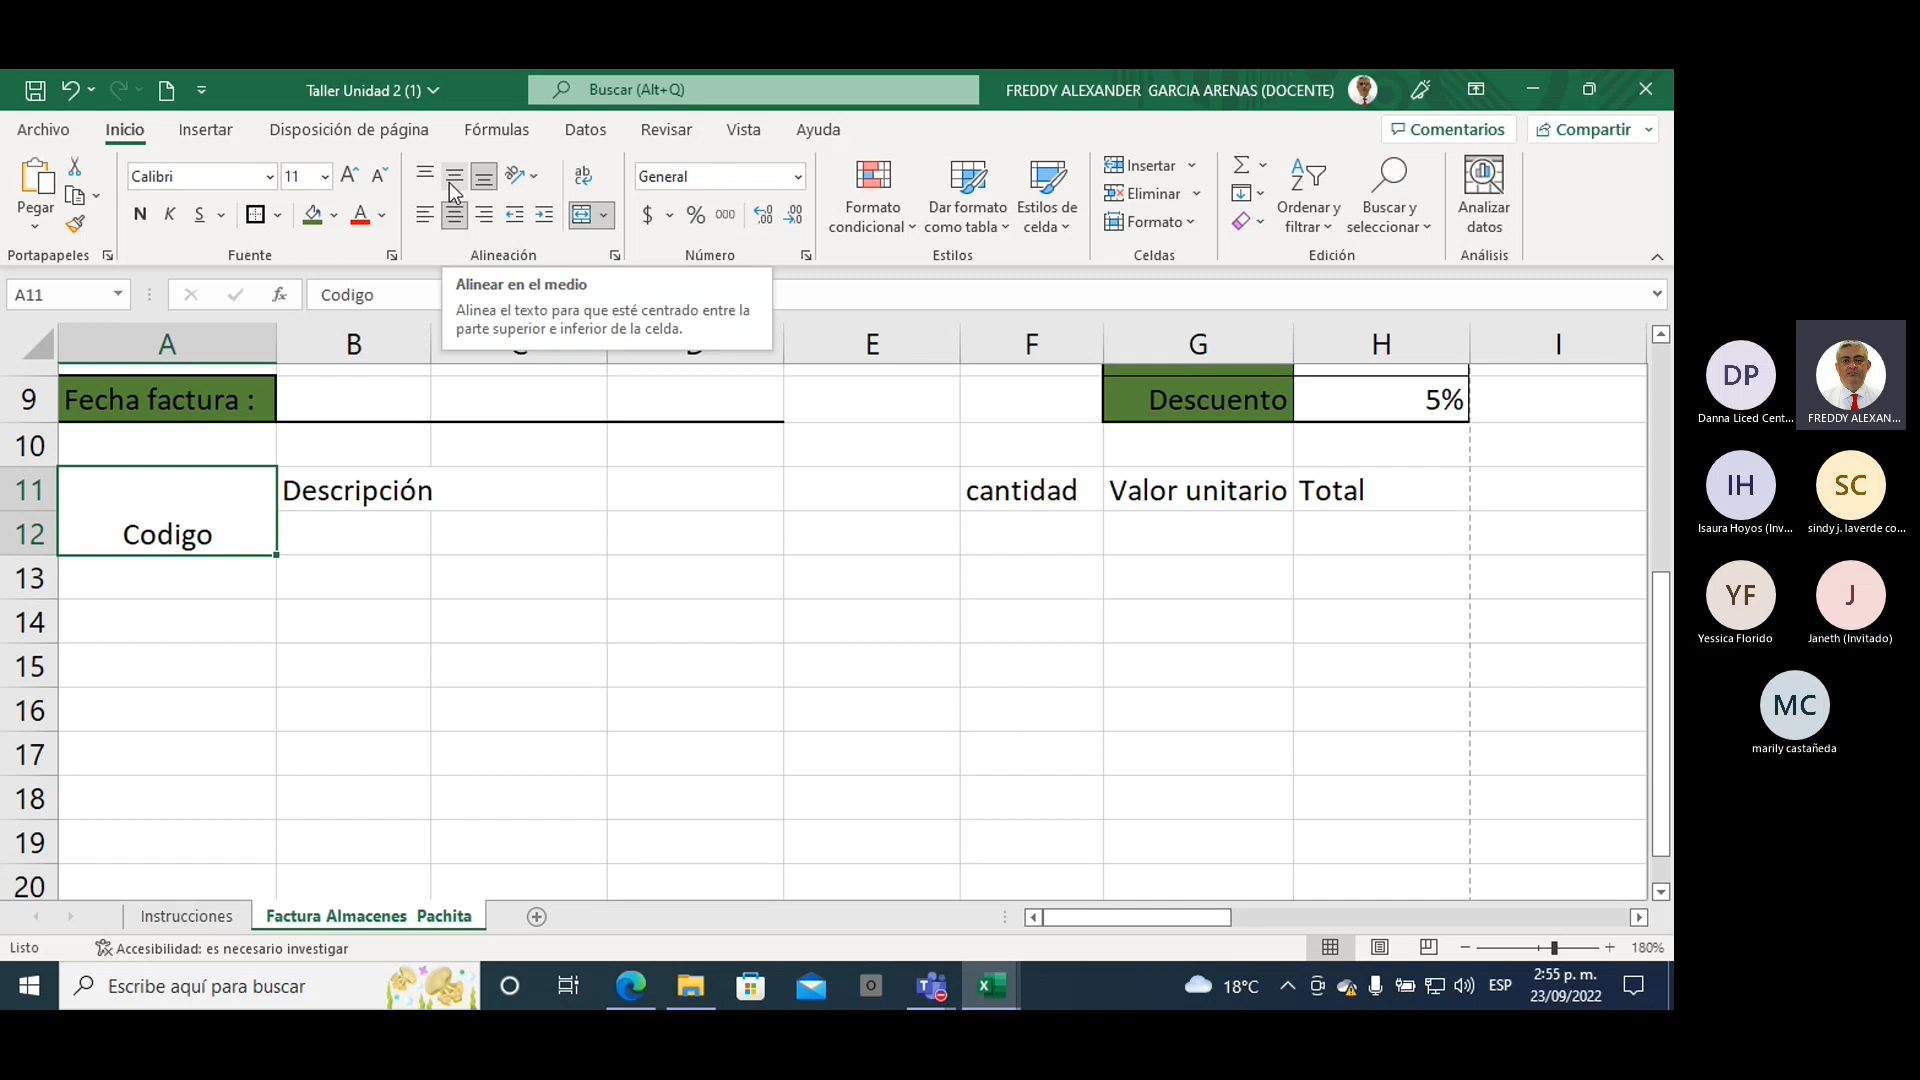 Taller Unidad 2 (1)
Buscar (Alt+Q)
FREDDY ALEXANDER GARCIA ARENAS (DOCENTE)
Archivo
Inicio
Insertar
Disposición de página
Fórmulas
Datos
Revisar
Vista
Ayuda
Comentarios
Compartir
Pegar
Portapapeles
Calibri
11
N K S
Fuente
Alineación
General
$ % 000
Número
Formato
condicional
Dar formato
como tabla
Estilos de
celda
Estilos
Insertar
Eliminar
Formato
Celdas
Ordenar y
filtrar
Buscar y
seleccionar
Edición
Analizar
datos
Análisis
A11
fx
Codigo
Alinear en el medio
Alinea el texto para que esté centrado entre la
parte superior e inferior de la celda.
A B E F G H I
9 Fecha factura : Descuento 5%
10
11 Descripción cantidad Valor unitario Total
12 Codigo
13
14
15
16
17
18
19
20
Instrucciones
Factura Almacenes Pachita
Listo
Accesibilidad: es necesario investigar
180%
Escribe aquí para buscar
18°C
ESP
2:55 p. m.
23/09/2022
DP
Danna Liced Cent...
FREDDY ALEXAN...
IH
Isaura Hoyos (Inv...
SC
sindy j. laverde co...
YF
Yessica Florido
J
Janeth (Invitado)
MC
marily castañeda